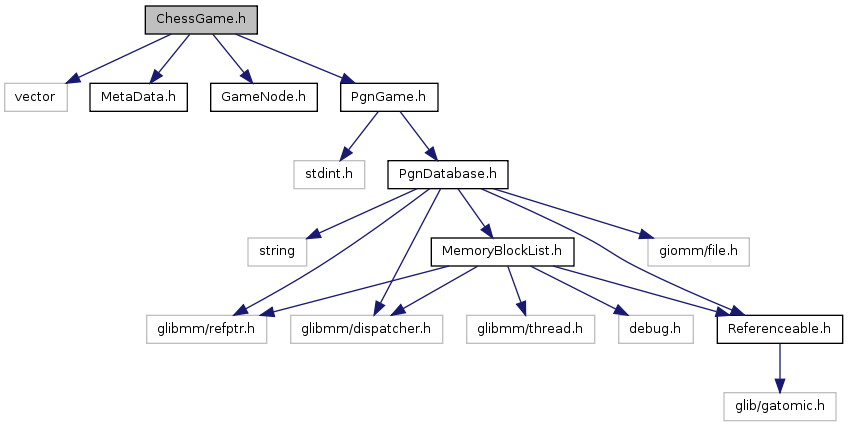 ChessGame.h
vector
MetaData.h
GameNode.h
PgnGame.h
stdint.h
PgnDatabase.h
string
MemoryBlockList.h
giomm/file.h
glibmm/refptr.h
glibmm/dispatcher.h
glibmm/thread.h
debug.h
Referenceable.h
glib/gatomic.h